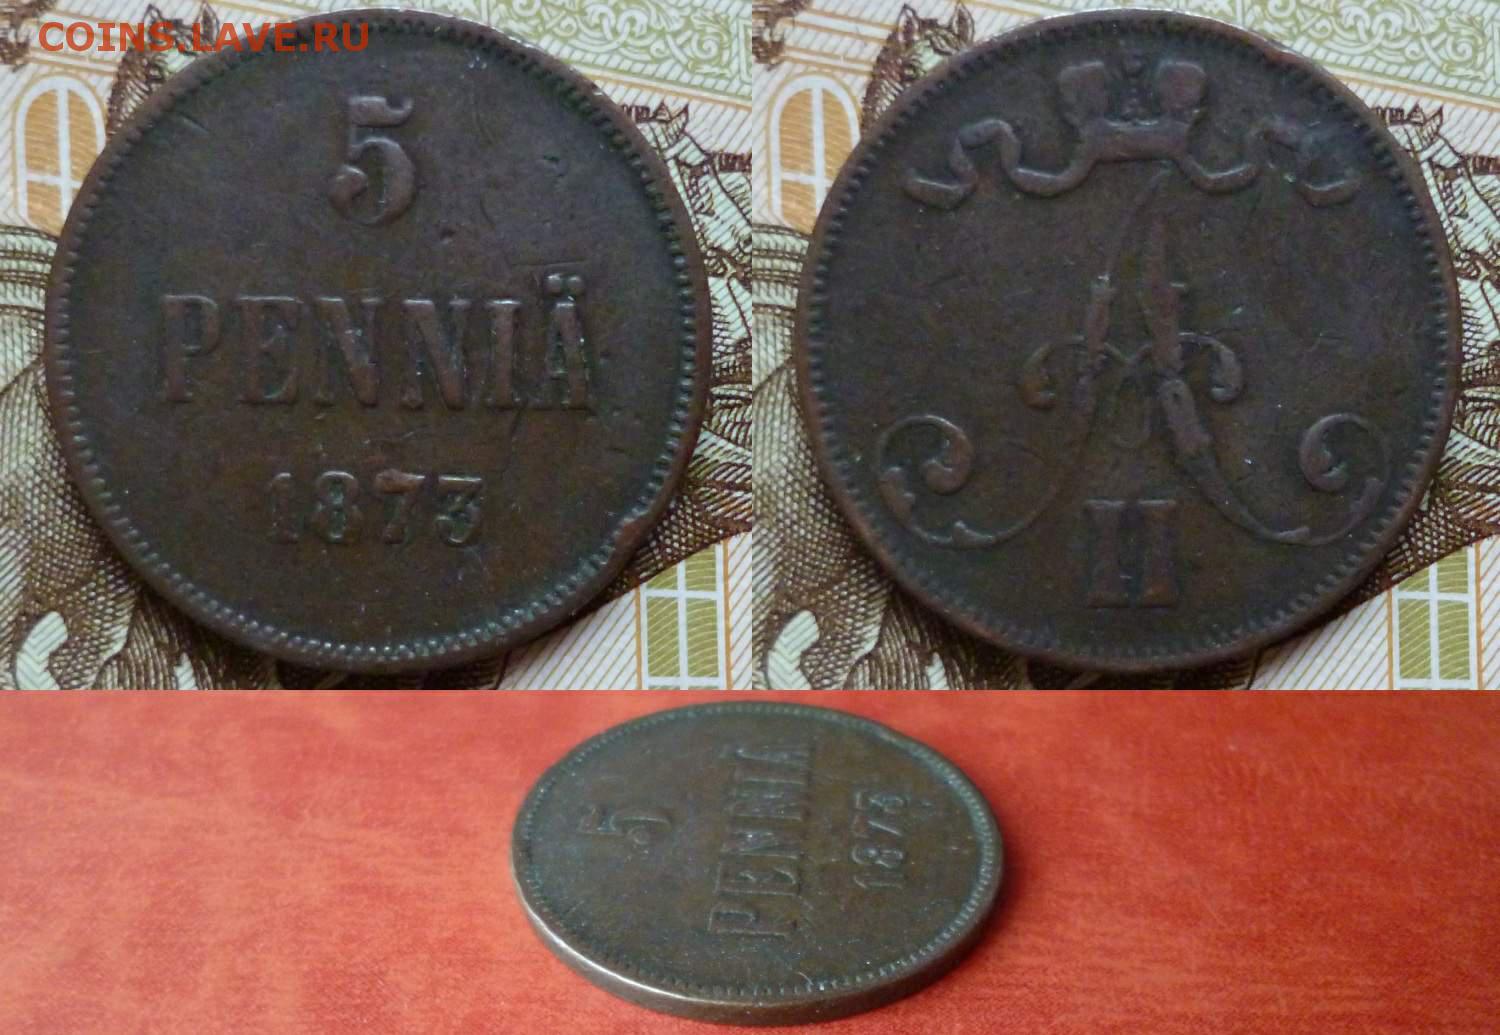 COINS.LAVE.RU
5
PENNIÄ
1873
A
II
5
PENNIÄ
1873